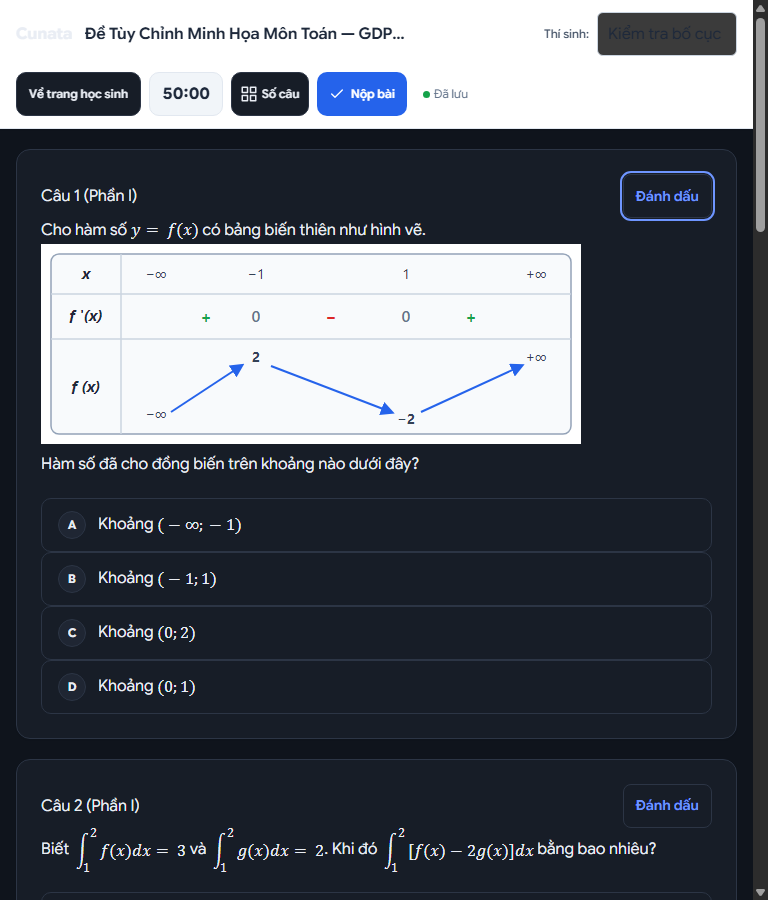 Cunata Đề Tùy Chỉnh Minh Họa Môn Toán — GDP... Thí sinh: Kiểm tra bố cục
Về trang học sinh 50:00 Số câu Nộp bài Đã lưu
Câu 1 (Phần I) Đánh dấu
Cho hàm số y = f(x) có bảng biến thiên như hình vẽ.
x −∞ −1 1 +∞
f '(x) + 0 − 0 +
2 +∞
f (x)
−∞ −2
Hàm số đã cho đồng biến trên khoảng nào dưới đây?
A Khoảng ( − ∞; − 1)
B Khoảng ( − 1; 1)
C Khoảng (0; 2)
D Khoảng (0; 1)
Câu 2 (Phần I) Đánh dấu
Biết ∫₁² f(x)dx = 3 và ∫₁² g(x)dx = 2. Khi đó ∫₁² [f(x) − 2g(x)]dx bằng bao nhiêu?